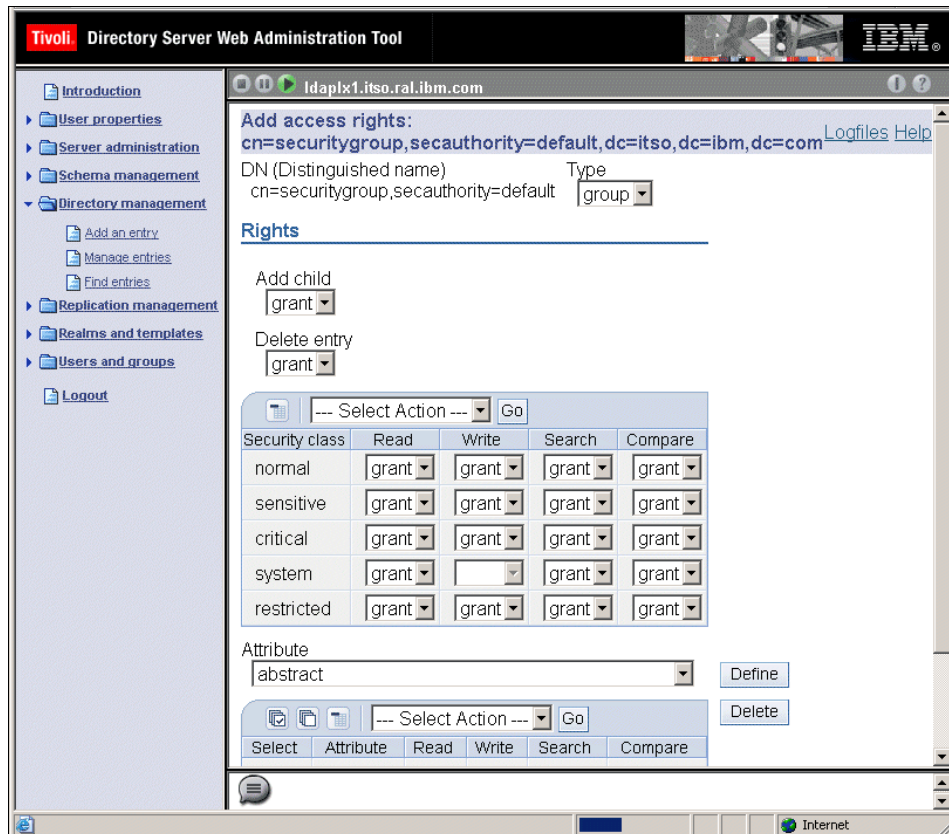 Tivoli. Directory Server Web Administration Tool
IBM®
Introduction
User properties
Server administration
Schema management
Directory management
Add an entry
Manage entries
Find entries
Replication management
Realms and templates
Users and groups
Logout
ldaplx1.itso.ral.ibm.com
Add access rights:
cn=securitygroup,secauthority=default,dc=itso,dc=ibm,dc=com
Logfiles Help
DN (Distinguished name) Type
cn=securitygroup,secauthority=default group
Rights
Add child
grant
Delete entry
grant
--- Select Action --- Go
Security class Read Write Search Compare
normal grant grant grant grant
sensitive grant grant grant grant
critical grant grant grant grant
system grant grant grant
restricted grant grant grant grant
Attribute
abstract Define
Delete
--- Select Action --- Go
Select Attribute Read Write Search Compare
Internet